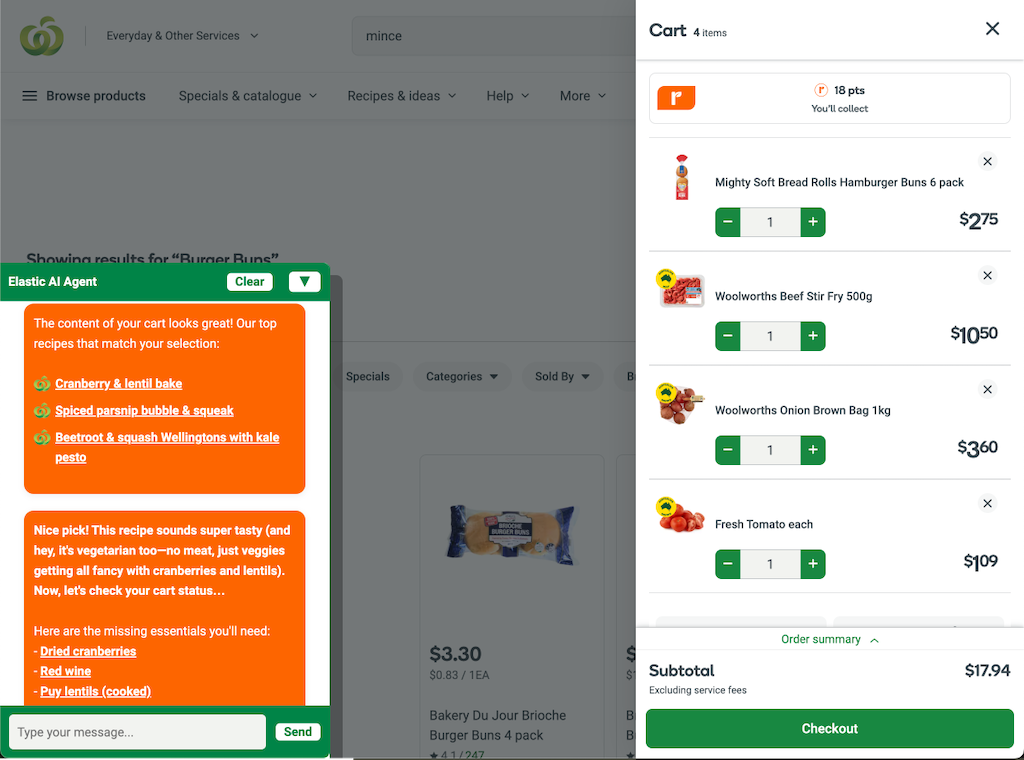 Everyday & Other Services
mince
Browse products
Specials & catalogue
Recipes & ideas
Help
More
Showing results for “Burger Buns”
Specials
Categories
Sold By
BRIOCHE
BURGER BUNS
$3.30
$0.83 / 1EA
Bakery Du Jour Brioche
Burger Buns 4 pack
4.1 / 247
Elastic AI Agent
Clear
The content of your cart looks great! Our top
recipes that match your selection:
Cranberry & lentil bake
Spiced parsnip bubble & squeak
Beetroot & squash Wellingtons with kale
pesto
Nice pick! This recipe sounds super tasty (and
hey, it's vegetarian too—no meat, just veggies
getting all fancy with cranberries and lentils).
Now, let's check your cart status...
Here are the missing essentials you'll need:
- Dried cranberries
- Red wine
- Puy lentils (cooked)
Type your message...
Send
Cart 4 items
r
r 18 pts
You'll collect
Mighty Soft Bread Rolls Hamburger Buns 6 pack
1
$2.75
Woolworths Beef Stir Fry 500g
1
$10.50
Woolworths Onion Brown Bag 1kg
1
$3.60
Fresh Tomato each
1
$1.09
Order summary
Subtotal
$17.94
Excluding service fees
Checkout